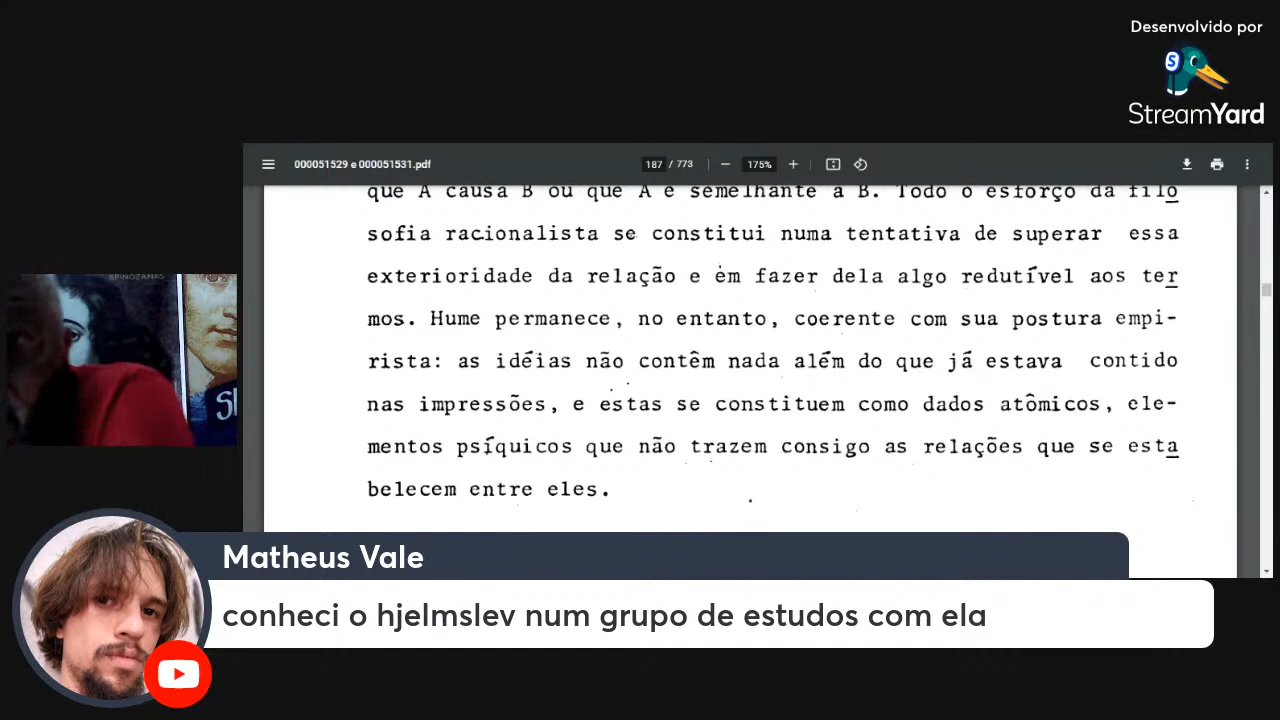 Desenvolvido por
StreamYard
000051529 e 000051531.pdf
187 / 773
175%
que A causa B ou que A é semelhante a B. Todo o esforço da filo
sofia racionalista se constitui numa tentativa de superar essa
exterioridade da relação e em fazer dela algo redutível aos ter
mos. Hume permanece, no entanto, coerente com sua postura empi-
rista: as idéias não contêm nada além do que já estava contido
nas impressões, e estas se constituem como dados atômicos, ele-
mentos psíquicos que não trazem consigo as relações que se esta
belecem entre eles.
SPINOZANAS
Matheus Vale
conheci o hjelmslev num grupo de estudos com ela